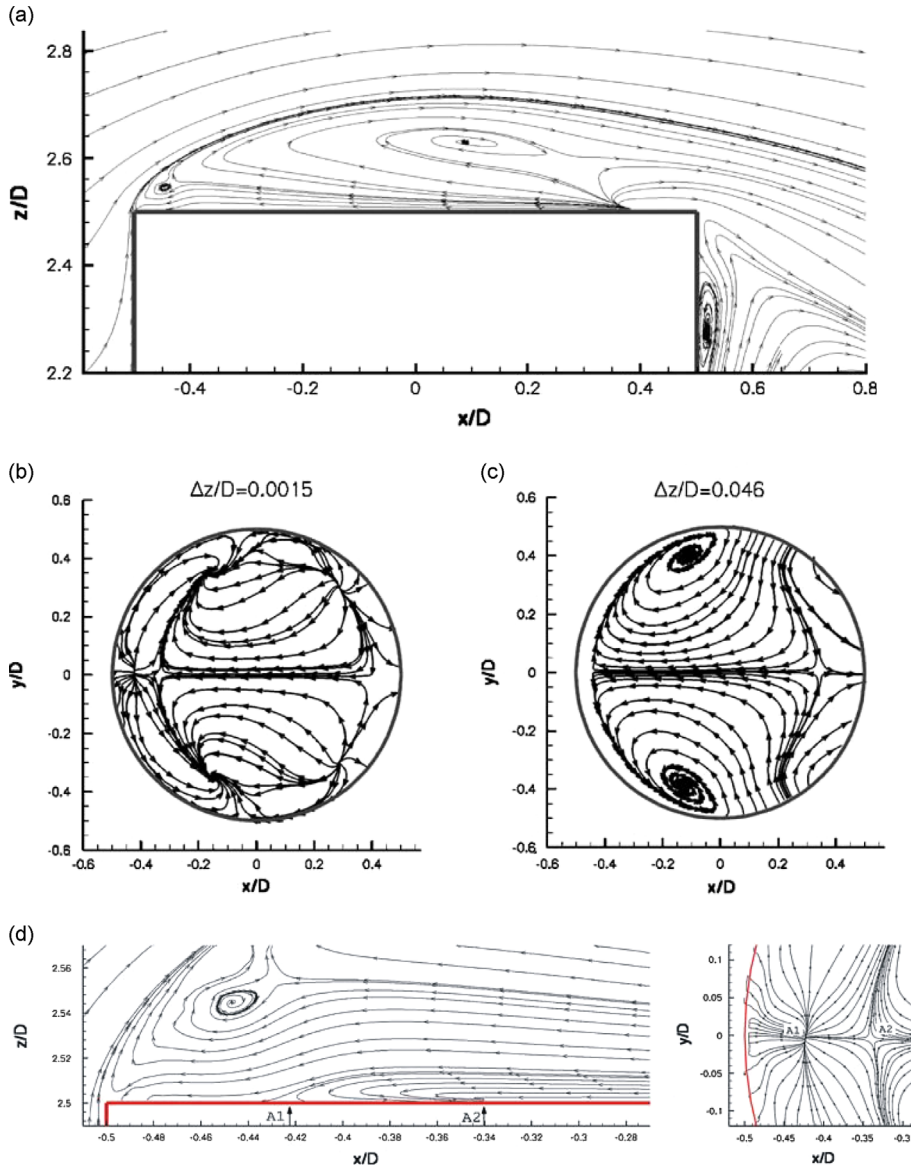 (a)
2.8
2.6
2.4
2.2
z/D
-0.4 -0.2 0 0.2 0.4 0.6 0.8
x/D
(b)
Δz/D=0.0015
0.6
0.4
0.2
0
-0.2
-0.4
-0.6
y/D
-0.6 -0.4 -0.2 0 0.2 0.4
x/D
(c)
Δz/D=0.046
0.6
0.4
0.2
0
-0.2
-0.4
-0.6
y/D
-0.6 -0.4 -0.2 0 0.2 0.4
x/D
(d)
2.56
2.54
2.52
2.5
z/D
A1 A2
-0.5 -0.48 -0.46 -0.44 -0.42 -0.4 -0.38 -0.36 -0.34 -0.32 -0.3 -0.28
x/D
0.1
0.05
0
-0.05
-0.1
y/D
A1 A2
-0.5 -0.45 -0.4 -0.35 -0.3
x/D